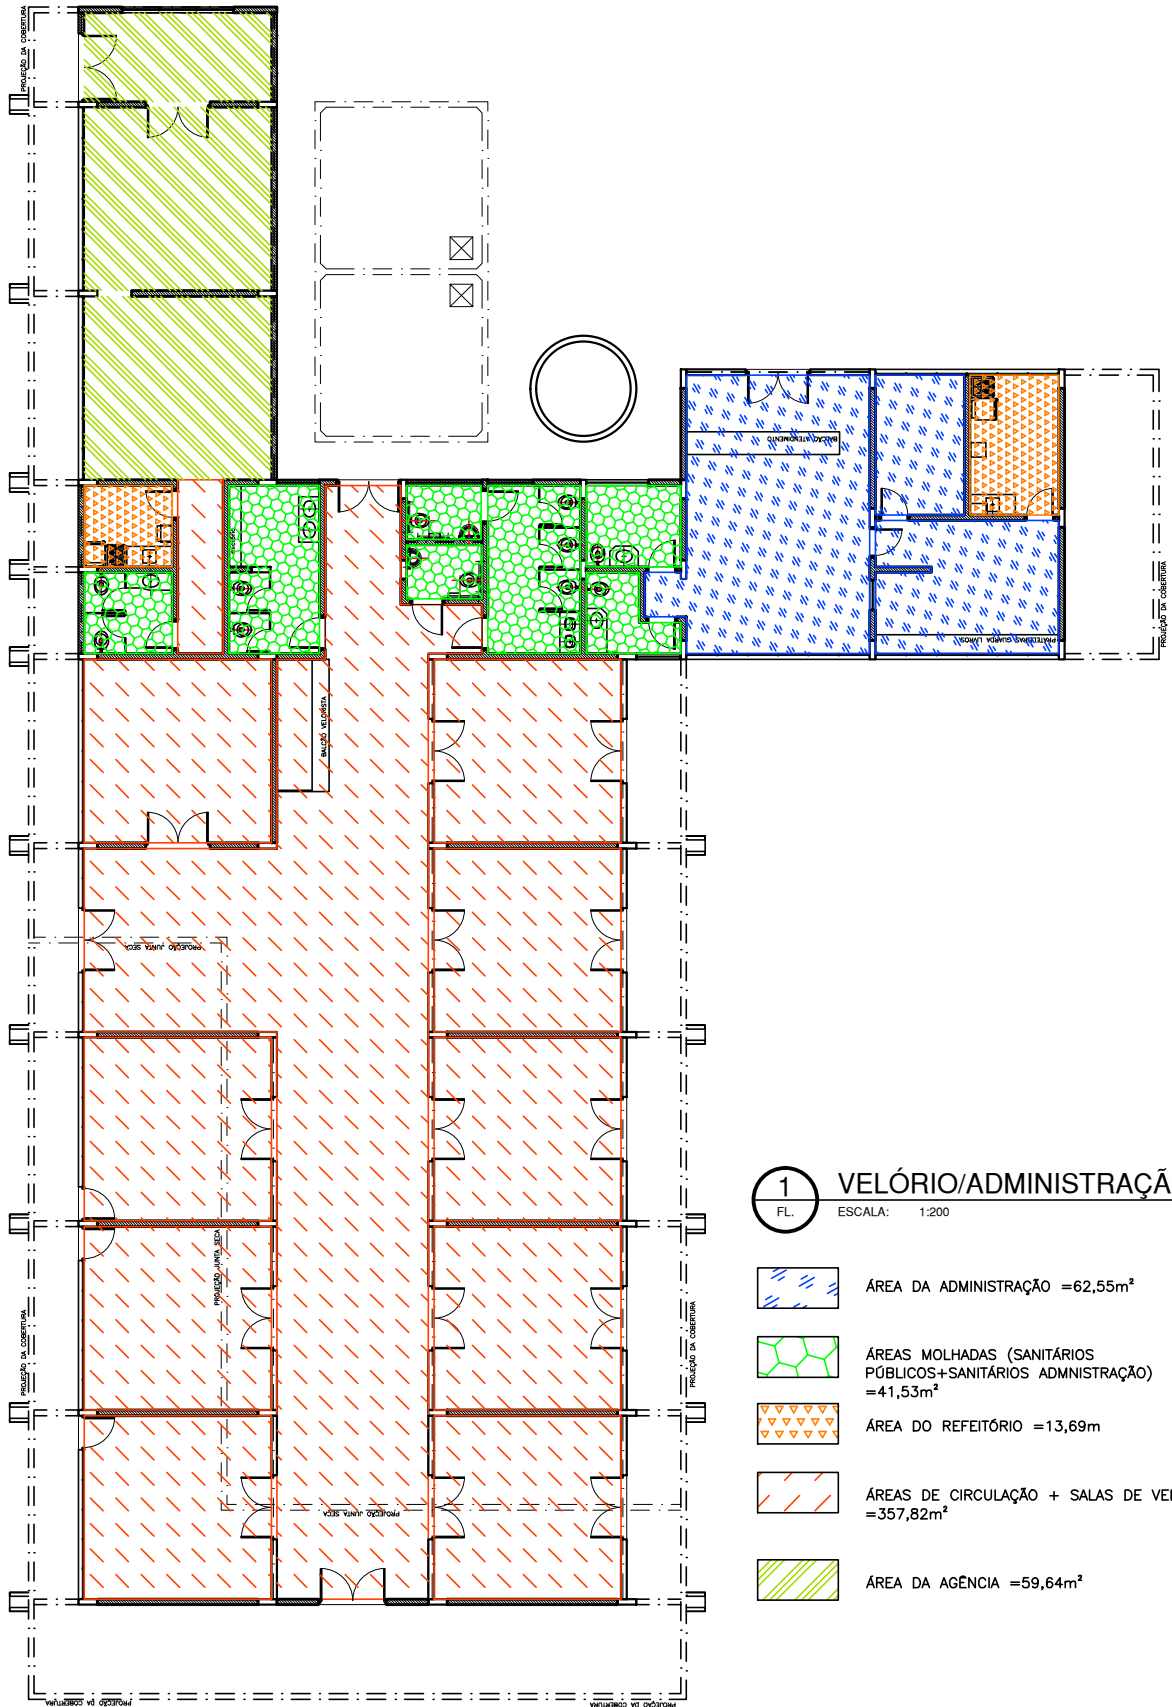 PROJEÇÃO DA COBERTURA
BALCÃO ATENDIMENTO
PROJEÇÃO DA COBERTURA
PRATELEIRAS GUARDA LIVROS
BALCÃO VELORISTA
PROJEÇÃO JUNTA SECA
PROJEÇÃO JUNTA SECA
PROJEÇÃO DA COBERTURA
PROJEÇÃO DA COBERTURA
PROJEÇÃO JUNTA SECA
PROJEÇÃO DA COBERTURA
PROJEÇÃO DA COBERTURA
1
FL.
VELÓRIO/ADMINISTRAÇÃ
ESCALA: 1:200
ÁREA DA ADMINISTRAÇÃO =62,55m²
ÁREAS MOLHADAS (SANITÁRIOS
PÚBLICOS+SANITÁRIOS ADMNISTRAÇÃO)
=41,53m²
ÁREA DO REFEITÓRIO =13,69m
ÁREAS DE CIRCULAÇÃO + SALAS DE VEL
=357,82m²
ÁREA DA AGÊNCIA =59,64m²